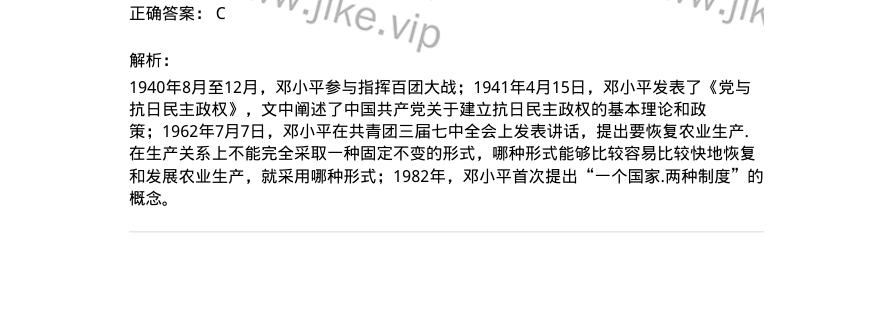 正确答案： C
www.jlke.vip
www.jlk
解析：
1940年8月至12月，邓小平参与指挥百团大战；1941年4月15日，邓小平发表了《党与
抗日民主政权》，文中阐述了中国共产党关于建立抗日民主政权的基本理论和政
策；1962年7月7日，邓小平在共青团三届七中全会上发表讲话，提出要恢复农业生产.
在生产关系上不能完全采取一种固定不变的形式，哪种形式能够比较容易比较快地恢复
和发展农业生产，就采用哪种形式；1982年，邓小平首次提出“一个国家.两种制度”的
概念。